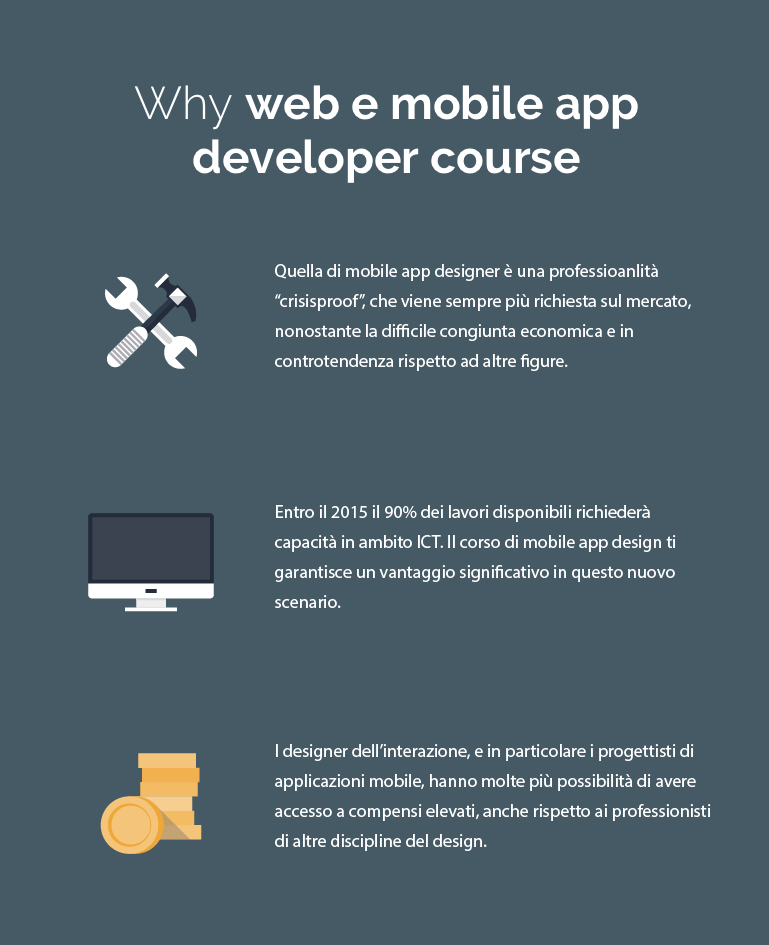 Why web e mobile app
developer course
Quella di mobile app designer è una professioanlità
“crisisproof”, che viene sempre più richiesta sul mercato,
nonostante la difficile congiunta economica e in
controtendenza rispetto ad altre figure.
Entro il 2015 il 90% dei lavori disponibili richiederà
capacità in ambito ICT. Il corso di mobile app design ti
garantisce un vantaggio significativo in questo nuovo
scenario.
I designer dell’interazione, e in particolare i progettisti di
applicazioni mobile, hanno molte più possibilità di avere
accesso a compensi elevati, anche rispetto ai professionisti
di altre discipline del design.